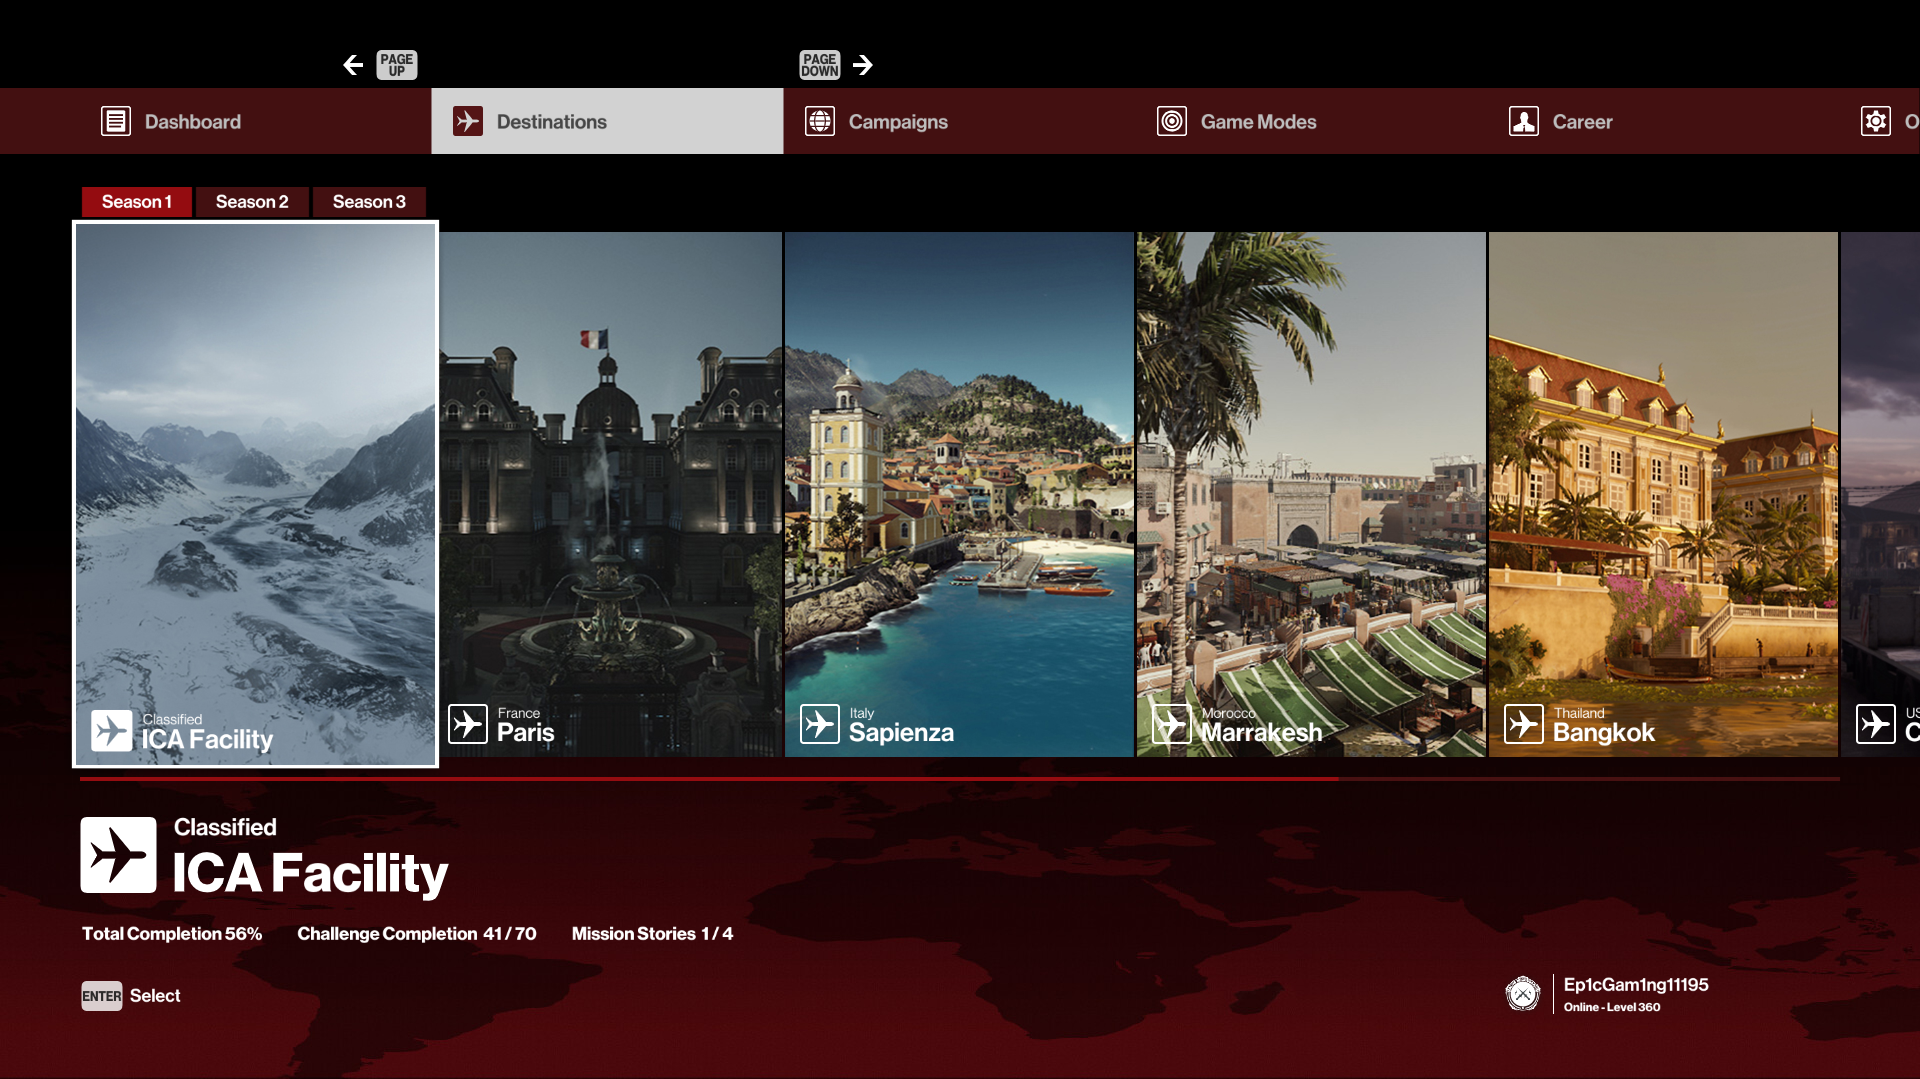 PAGE UP
PAGE DOWN
Dashboard
Destinations
Campaigns
Game Modes
Career
O
Season 1
Season 2
Season 3
Classified
ICA Facility
France
Paris
Italy
Sapienza
Morocco
Marrakesh
Thailand
Bangkok
US
C
Classified
ICA Facility
Total Completion 56% Challenge Completion 41 / 70 Mission Stories 1 / 4
ENTER Select
Ep1cGam1ng11195
Online - Level 360